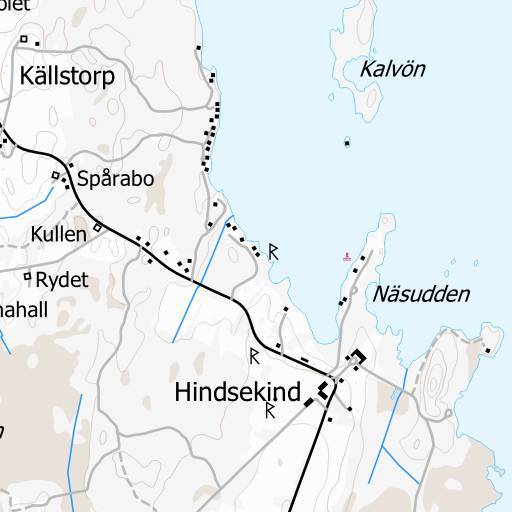 Källstorp
Kalvön
Spårabo
Kullen
Rydet
Näsudden
Hindsekind